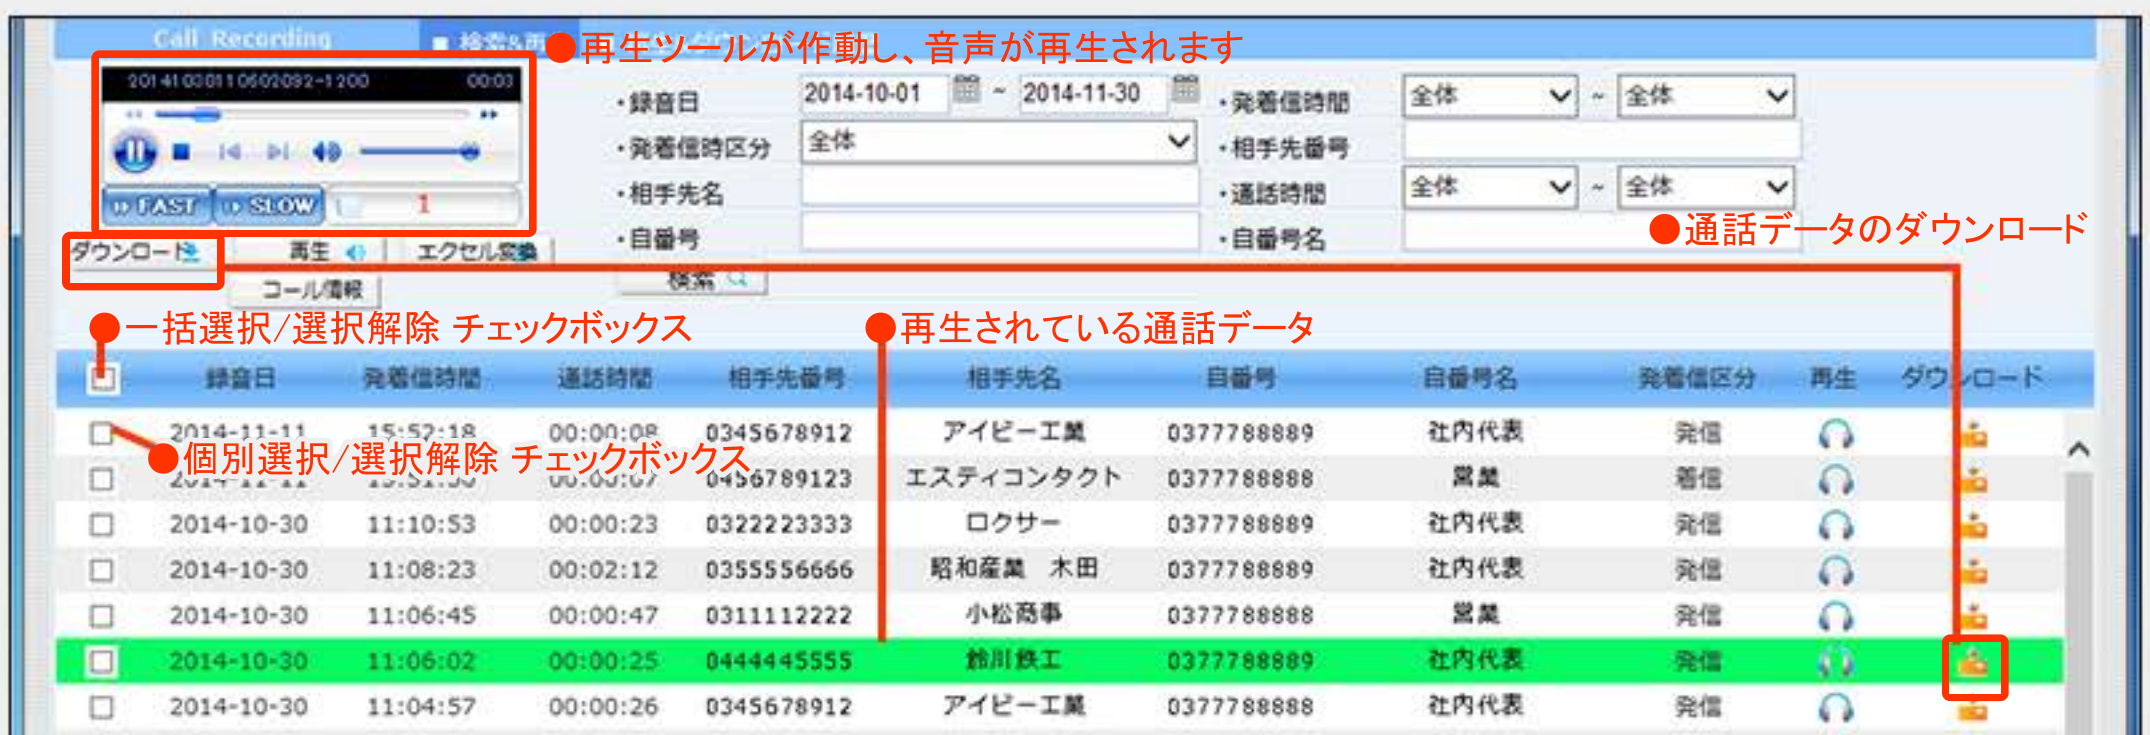 Call Recording ■ 検索&再
●再生ツールが作動し、音声が再生されます
00:03
・録音日 2014-10-01 ~ 2014-11-30 ・発着信時間 全体 ~ 全体
・発着信時区分 全体 ・相手先番号
・相手先名 ・通話時間 全体 ~ 全体
FAST SLOW 1
・自番号 ・自番号名
●通話データのダウンロード
ダウンロード 再生 エクセル変換
コール情報 検索
●一括選択/選択解除 チェックボックス ●再生されている通話データ
録音日 発着信時間 通話時間 相手先番号 相手先名 自番号 自番号名 発着信区分 再生 ダウンロード
2014-11-11 15:52:18 00:00:08 0345678912 アイピー工業 0377788889 社内代表 発信
●個別選択/選択解除 チェックボックス
0456789123 エスティコンタクト 0377788888 営業 着信
2014-10-30 11:10:53 00:00:23 0322223333 ロクサー 0377788889 社内代表 発信
2014-10-30 11:08:23 00:02:12 0355556666 昭和産業 木田 0377788889 社内代表 発信
2014-10-30 11:06:45 00:00:47 0311112222 小松商事 0377788888 営業 発信
2014-10-30 11:06:02 00:00:25 0444445555 鈴川鉄工 0377788889 社内代表 発信
2014-10-30 11:04:57 00:00:26 0345678912 アイピー工業 0377788888 社内代表 発信